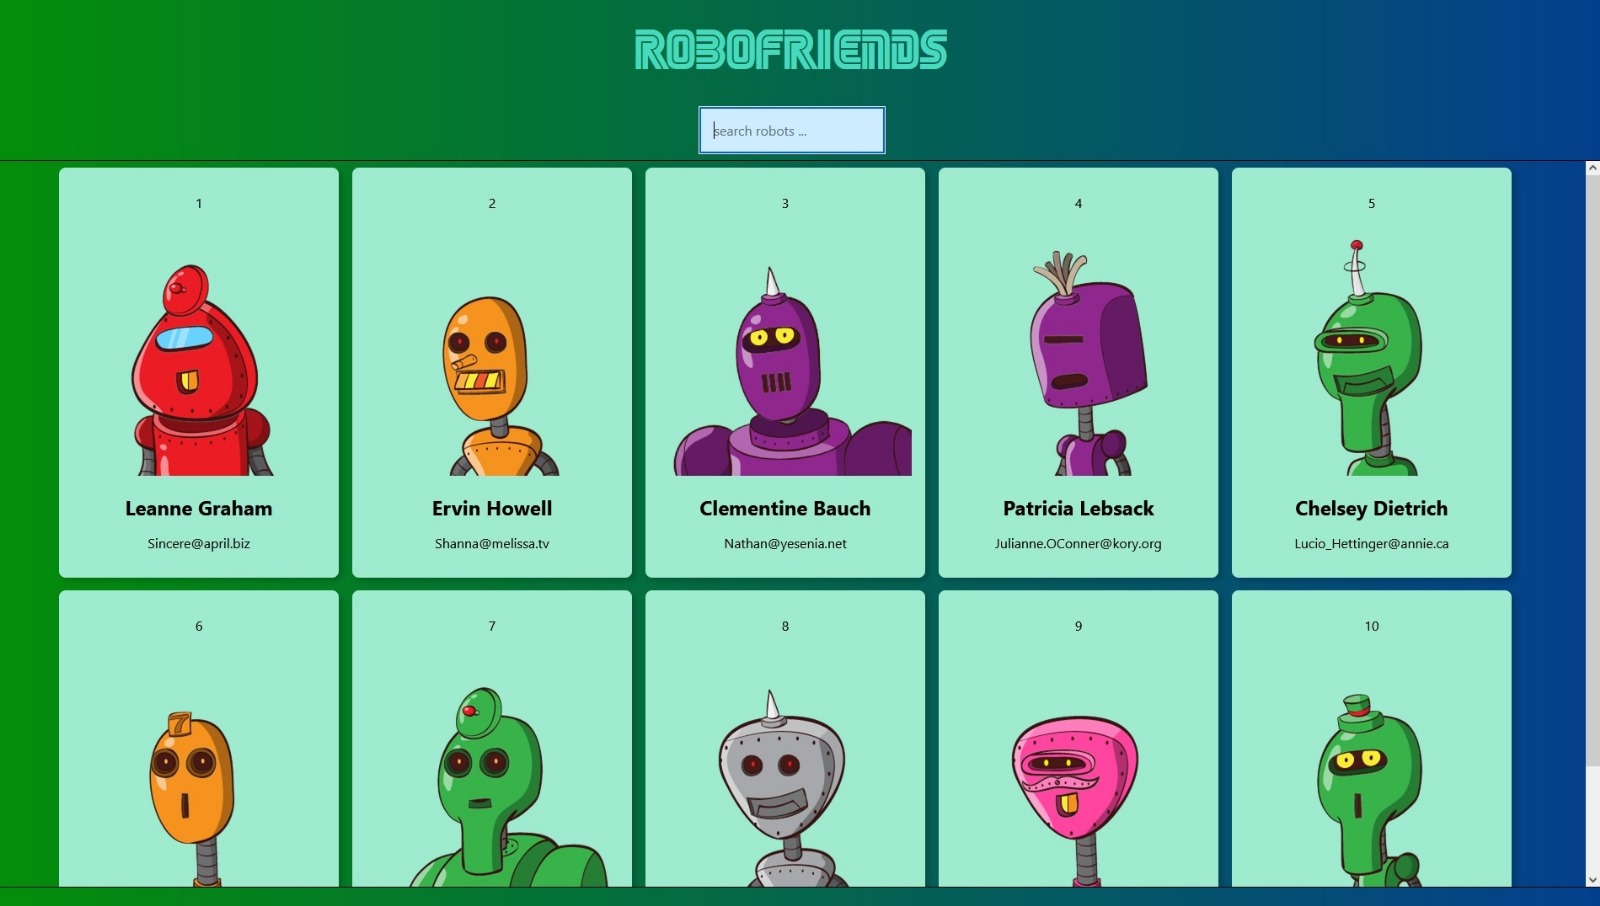 ROBOFRIENDS
search robots ...
1
2
3
4
5
Leanne Graham
Ervin Howell
Clementine Bauch
Patricia Lebsack
Chelsey Dietrich
Sincere@april.biz
Shanna@melissa.tv
Nathan@yesenia.net
Julianne.OConner@kory.org
Lucio_Hettinger@annie.ca
6
7
8
9
10
7